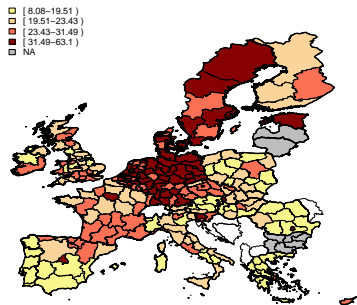 [ 8.08−19.51 )
[ 19.51−23.43 )
[ 23.43−31.49 )
[ 31.49−63.1 )
NA